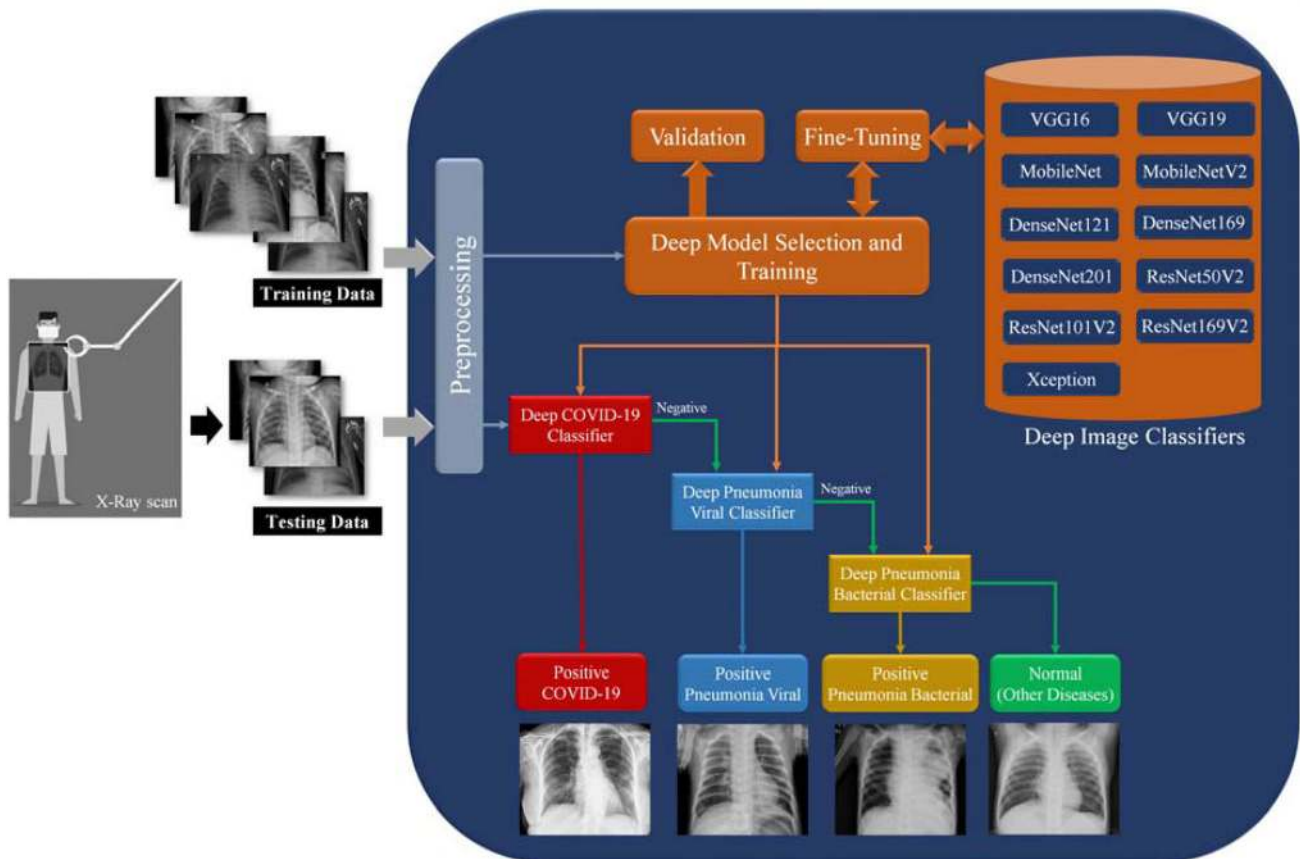 Training Data
X-Ray scan
Testing Data
Preprocessing
Validation
Fine-Tuning
Deep Model Selection and
Training
VGG16
VGG19
MobileNet
MobileNetV2
DenseNet121
DenseNet169
DenseNet201
ResNet50V2
ResNet101V2
ResNet169V2
Xception
Deep Image Classifiers
Deep COVID-19
Classifier
Negative
Deep Pneumonia
Viral Classifier
Negative
Deep Pneumonia
Bacterial Classifier
Positive
COVID-19
Positive
Pneumonia Viral
Positive
Pneumonia Bacterial
Normal
(Other Diseases)